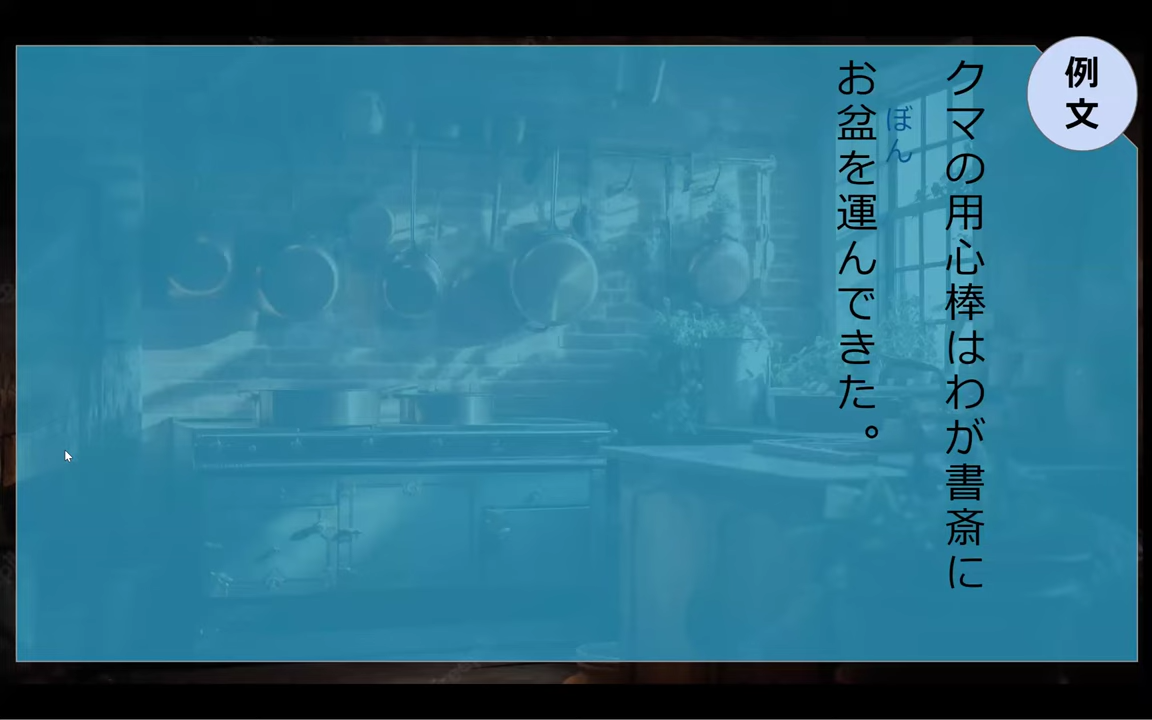 例文
クマの用心棒はわが書斎に
お盆を運んできた。
ぼん